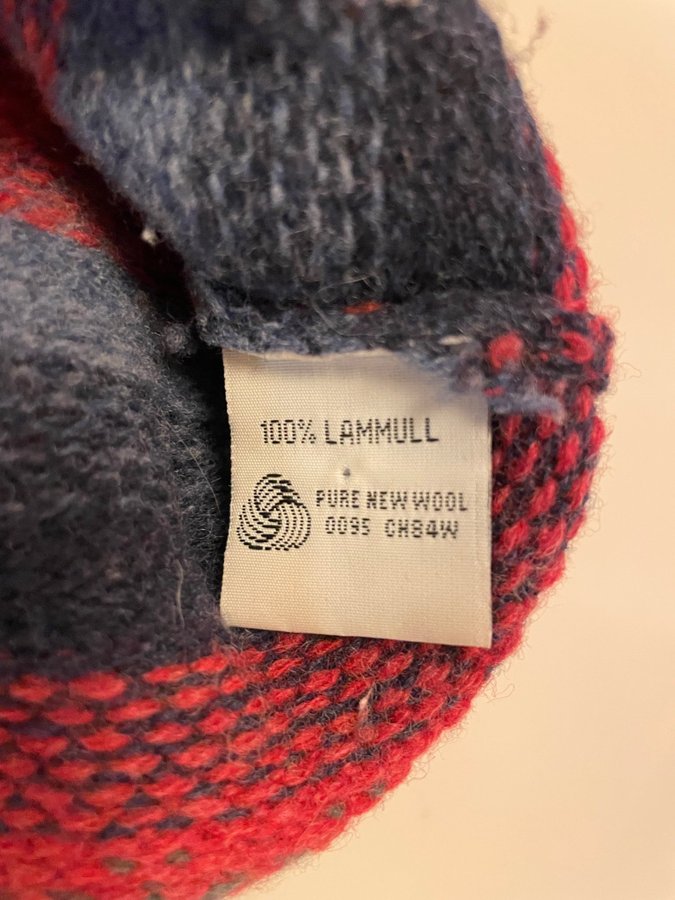 100% LAMMULL
PURE NEW WOOL
0095 CH84W